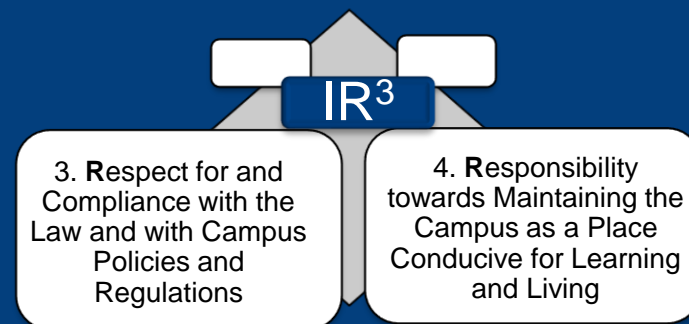 IR³
3. Respect for and
Compliance with the
Law and with Campus
Policies and
Regulations
4. Responsibility
towards Maintaining the
Campus as a Place
Conducive for Learning
and Living